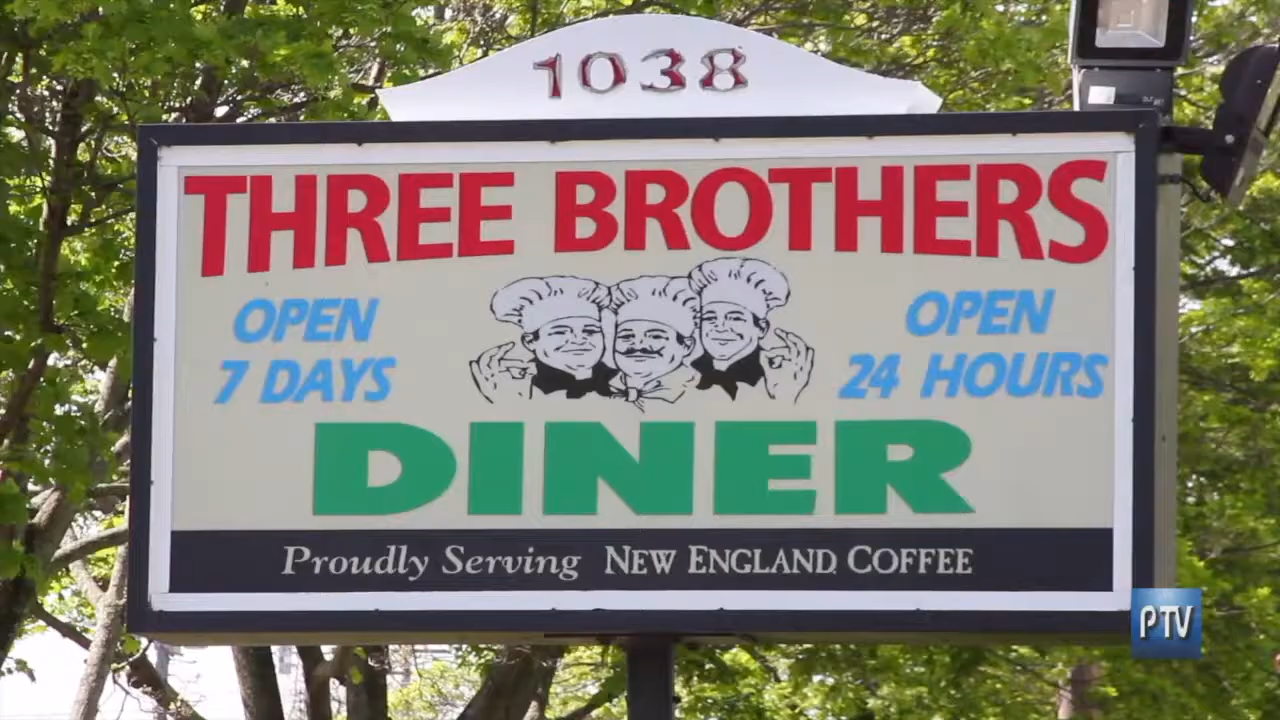 1038
THREE BROTHERS
OPEN
7 DAYS
OPEN
24 HOURS
DINER
Proudly Serving NEW ENGLAND COFFEE
PTV